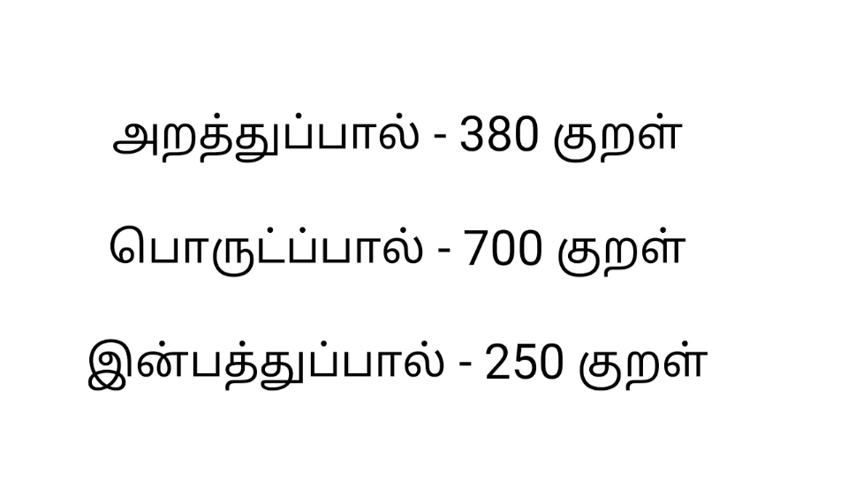 அறத்துப்பால் - 380 குறள்
பொருட்ப்பால் - 700 குறள்
இன்பத்துப்பால் - 250 குறள்